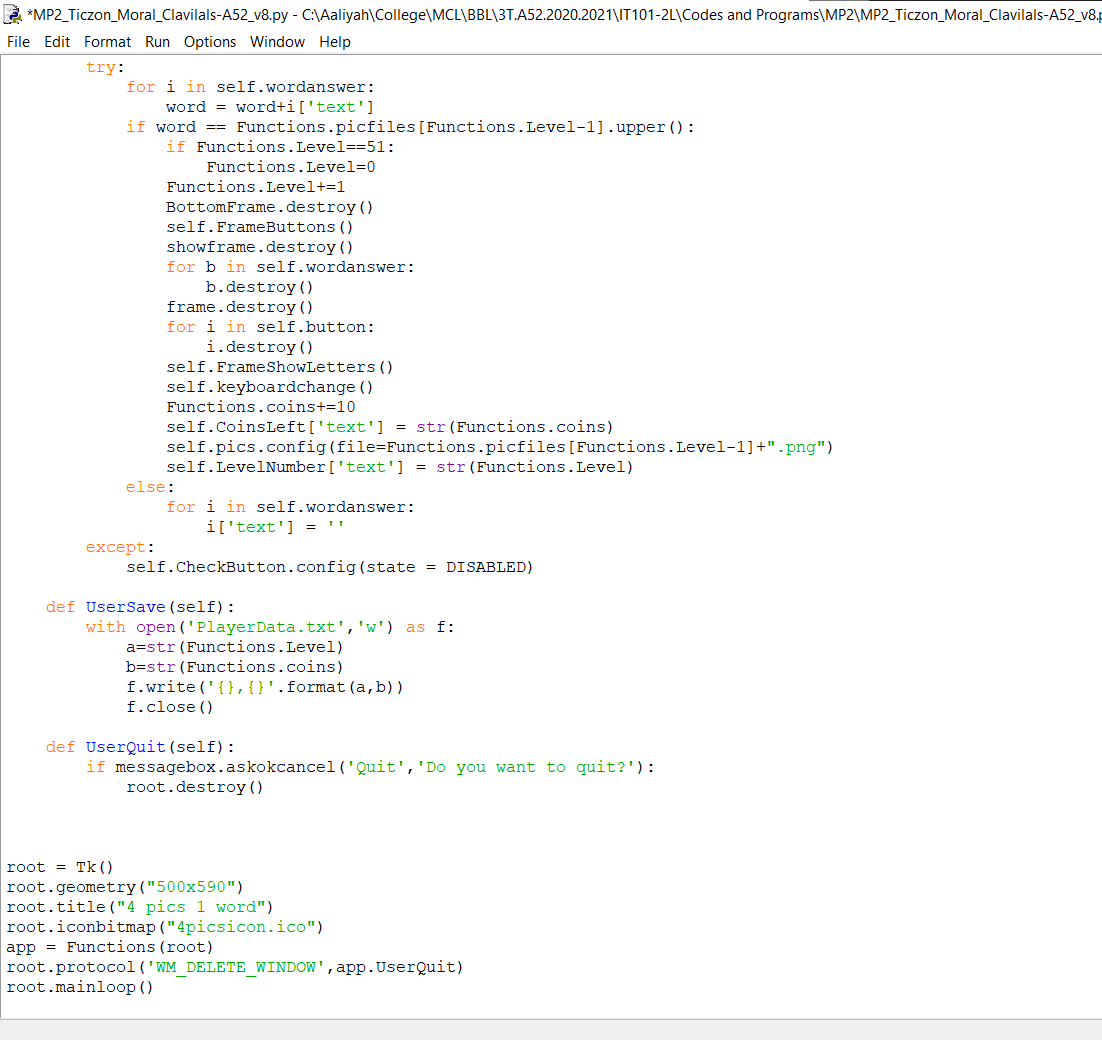 *MP2_Ticzon_Moral_Clavilals-A52_v8.py - C:\Aaliyah\College\MCL\BBL\3T.A52.2020.2021\IT101-2L\Codes and Programs\MP2\MP2_Ticzon_Moral_Clavilals-A52_v8.p
File Edit Format Run Options Window Help
        try:
            for i in self.wordanswer:
                word = word+i['text']
            if word == Functions.picfiles[Functions.Level-1].upper():
                if Functions.Level==51:
                    Functions.Level=0
                Functions.Level+=1
                BottomFrame.destroy()
                self.FrameButtons()
                showframe.destroy()
                for b in self.wordanswer:
                    b.destroy()
                frame.destroy()
                for i in self.button:
                    i.destroy()
                self.FrameShowLetters()
                self.keyboardchange()
                Functions.coins+=10
                self.CoinsLeft['text'] = str(Functions.coins)
                self.pics.config(file=Functions.picfiles[Functions.Level-1]+".png")
                self.LevelNumber['text'] = str(Functions.Level)
            else:
                for i in self.wordanswer:
                    i['text'] = ''
        except:
            self.CheckButton.config(state = DISABLED)
    def UserSave(self):
        with open('PlayerData.txt','w') as f:
            a=str(Functions.Level)
            b=str(Functions.coins)
            f.write('{},{}'.format(a,b))
            f.close()
    def UserQuit(self):
        if messagebox.askokcancel('Quit','Do you want to quit?'):
            root.destroy()
root = Tk()
root.geometry("500x590")
root.title("4 pics 1 word")
root.iconbitmap("4picsicon.ico")
app = Functions(root)
root.protocol('WM_DELETE_WINDOW',app.UserQuit)
root.mainloop()